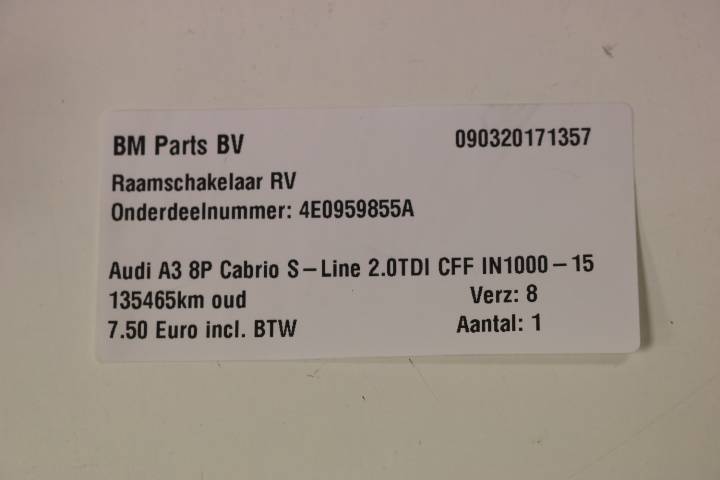 BM Parts BV 090320171357
Raamschakelaar RV
Onderdeelnummer: 4E0959855A
Audi A3 8P Cabrio S-Line 2.0TDI CFF IN1000-15
135465km oud Verz: 8
7.50 Euro incl. BTW Aantal: 1